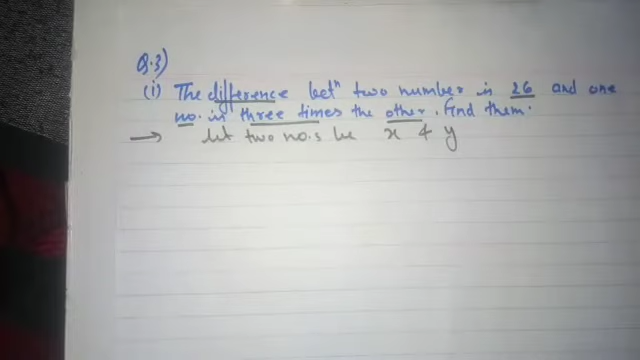 Q.3)
(i) The difference betⁿ two number is 26 and one
no. is three times the other. Find them.
→ let two no.s be x & y